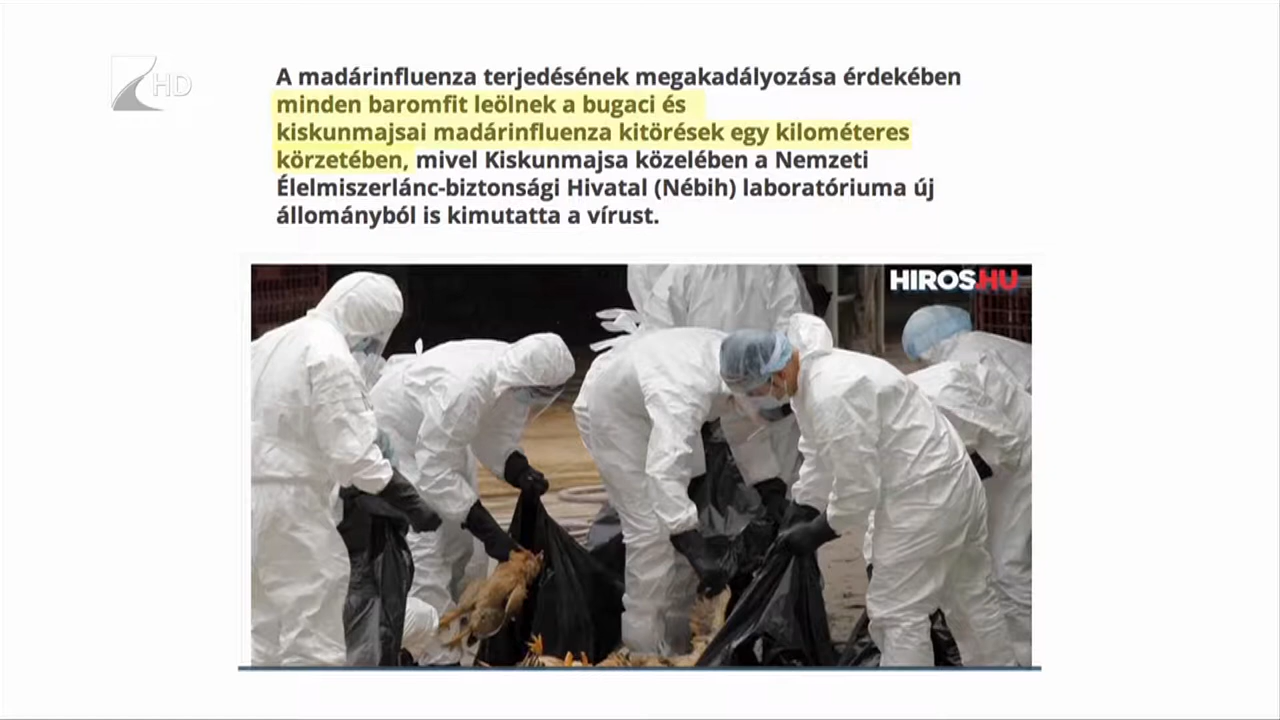 HD
A madárinfluenza terjedésének megakadályozása érdekében
minden baromfit leölnek a bugaci és
kiskunmajsai madárinfluenza kitörések egy kilométeres
körzetében, mivel Kiskunmajsa közelében a Nemzeti
Élelmiszerlánc-biztonsági Hivatal (Nébih) laboratóriuma új
állományból is kimutatta a vírust.
HIROS.HU